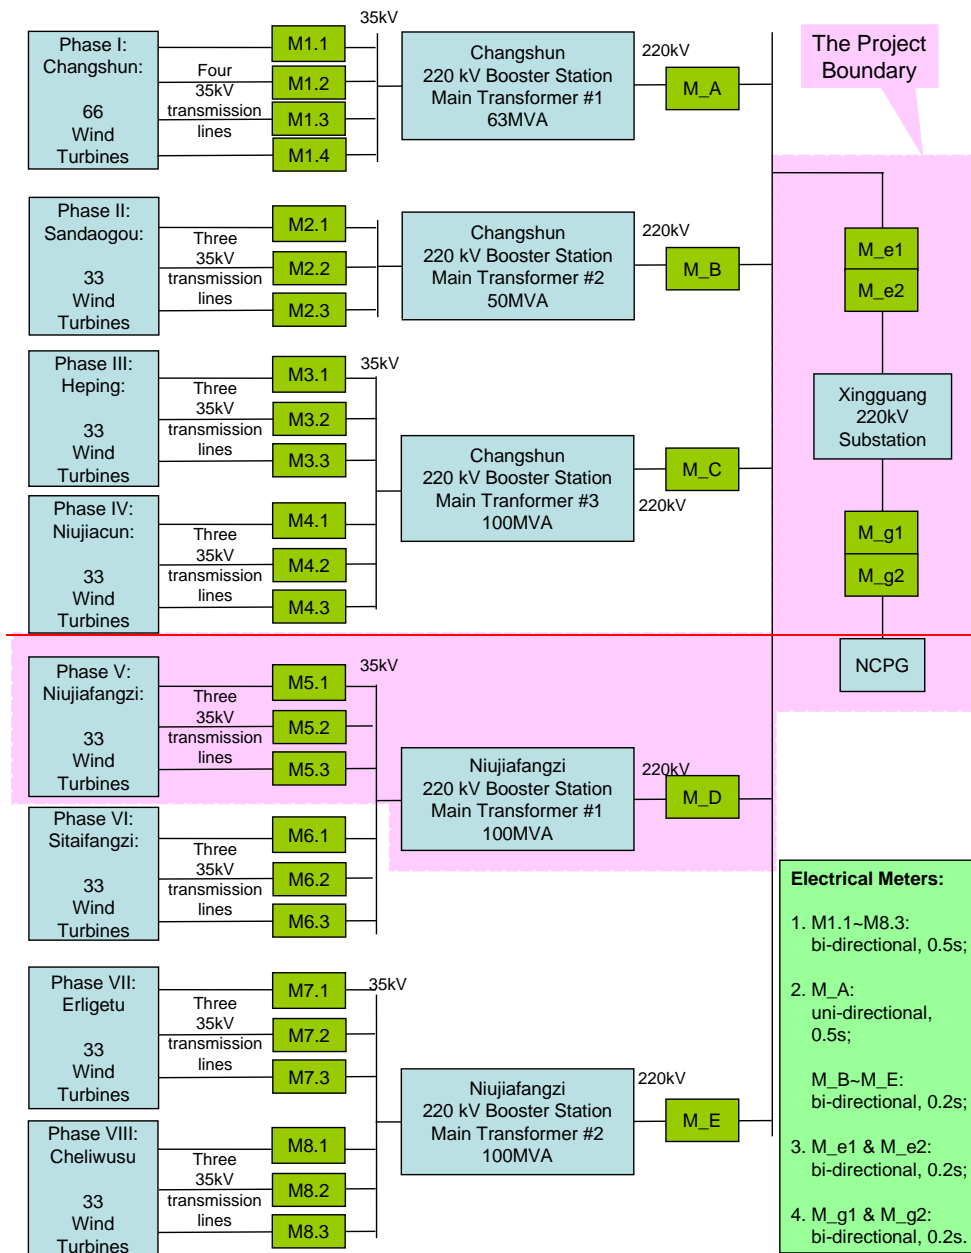 35kV
Phase I:
Changshun:
66
Wind
Turbines
Four
35kV
transmission
lines
M1.1
M1.2
M1.3
M1.4
Changshun
220 kV Booster Station
Main Transformer #1
63MVA
220kV
M_A
The Project
Boundary
Phase II:
Sandaogou:
33
Wind
Turbines
Three
35kV
transmission
lines
M2.1
M2.2
M2.3
Changshun
220 kV Booster Station
Main Transformer #2
50MVA
220kV
M_B
M_e1
M_e2
Phase III:
Heping:
33
Wind
Turbines
Three
35kV
transmission
lines
M3.1
M3.2
M3.3
35kV
Xingguang
220kV
Substation
Changshun
220 kV Booster Station
Main Tranformer #3
100MVA
M_C
220kV
Phase IV:
Niujiacun:
33
Wind
Turbines
Three
35kV
transmission
lines
M4.1
M4.2
M4.3
M_g1
M_g2
NCPG
Phase V:
Niujiafangzi:
33
Wind
Turbines
Three
35kV
transmission
lines
M5.1
M5.2
M5.3
35kV
Niujiafangzi
220 kV Booster Station
Main Transformer #1
100MVA
220kV
M_D
Phase VI:
Sitaifangzi:
33
Wind
Turbines
Three
35kV
transmission
lines
M6.1
M6.2
M6.3
Phase VII:
Erligetu
33
Wind
Turbines
Three
35kV
transmission
lines
M7.1
M7.2
M7.3
35kV
Niujiafangzi
220 kV Booster Station
Main Transformer #2
100MVA
220kV
M_E
Phase VIII:
Cheliwusu
33
Wind
Turbines
Three
35kV
transmission
lines
M8.1
M8.2
M8.3
Electrical Meters:
1. M1.1~M8.3:
bi-directional, 0.5s;
2. M_A:
uni-directional,
0.5s;
M_B~M_E:
bi-directional, 0.2s;
3. M_e1 & M_e2:
bi-directional, 0.2s;
4. M_g1 & M_g2:
bi-directional, 0.2s.